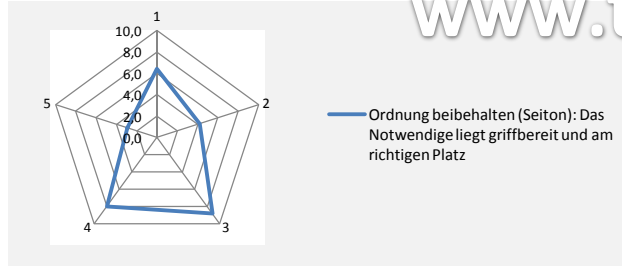 www.
1
10,0
8,0
6,0
4,0
2,0
0,0
5
2
4
3
Ordnung beibehalten (Seiton): Das
Notwendige liegt griffbereit und am
richtigen Platz